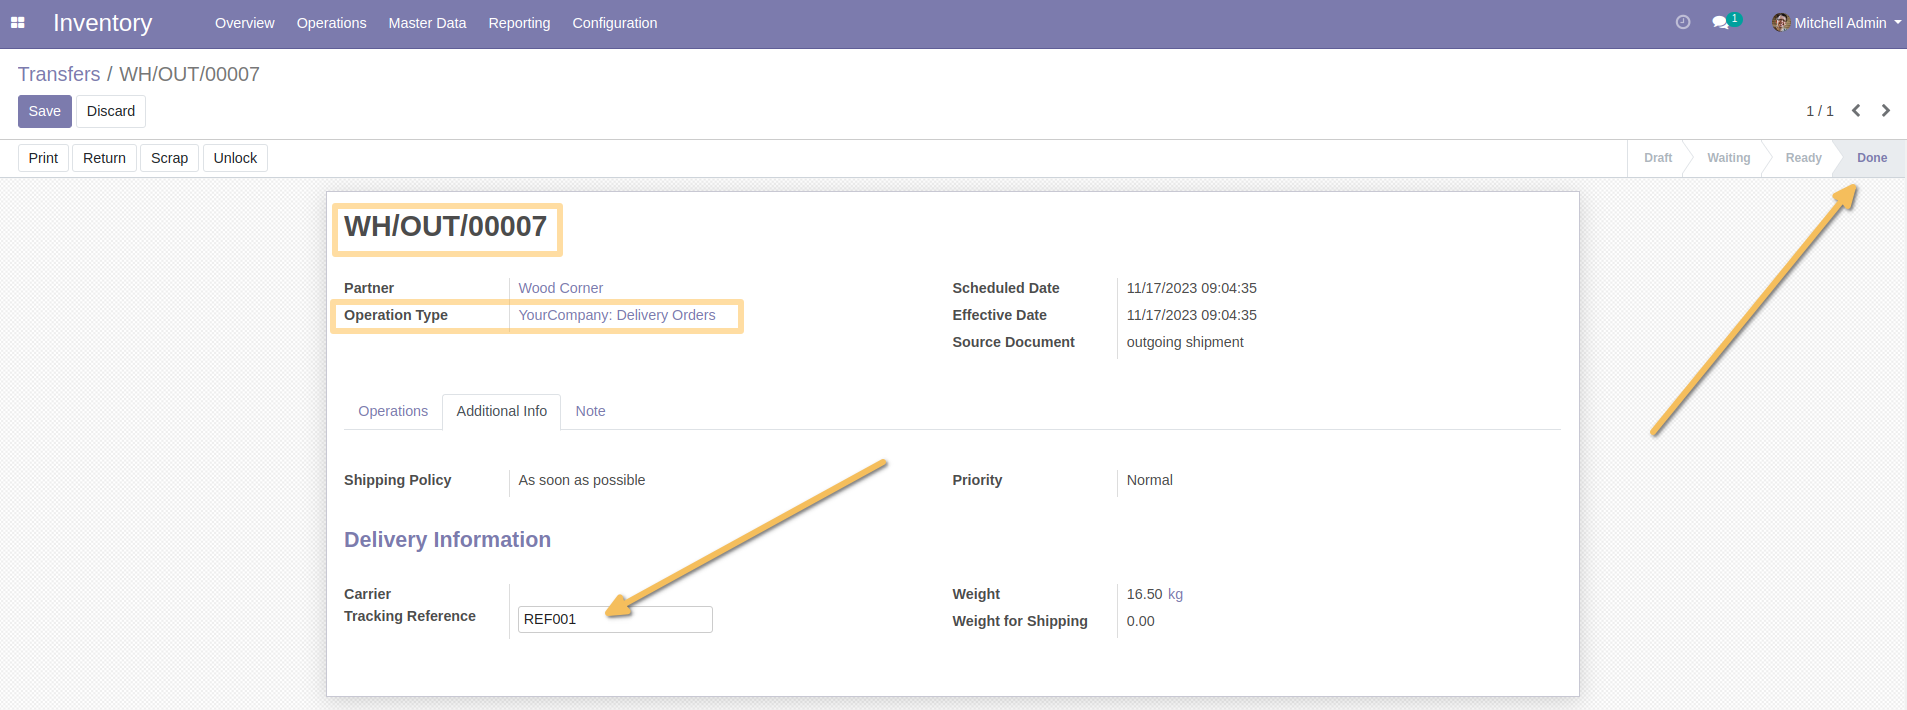 Inventory Overview Operations Master Data Reporting Configuration 1 Mitchell Admin
Transfers / WH/OUT/00007
Save Discard 1 / 1
Print Return Scrap Unlock Draft Waiting Ready Done
WH/OUT/00007
Partner Wood Corner Scheduled Date 11/17/2023 09:04:35
Operation Type YourCompany: Delivery Orders Effective Date 11/17/2023 09:04:35
Source Document outgoing shipment
Operations Additional Info Note
Shipping Policy As soon as possible Priority Normal
Delivery Information
Carrier Weight 16.50 kg
Tracking Reference REF001 Weight for Shipping 0.00